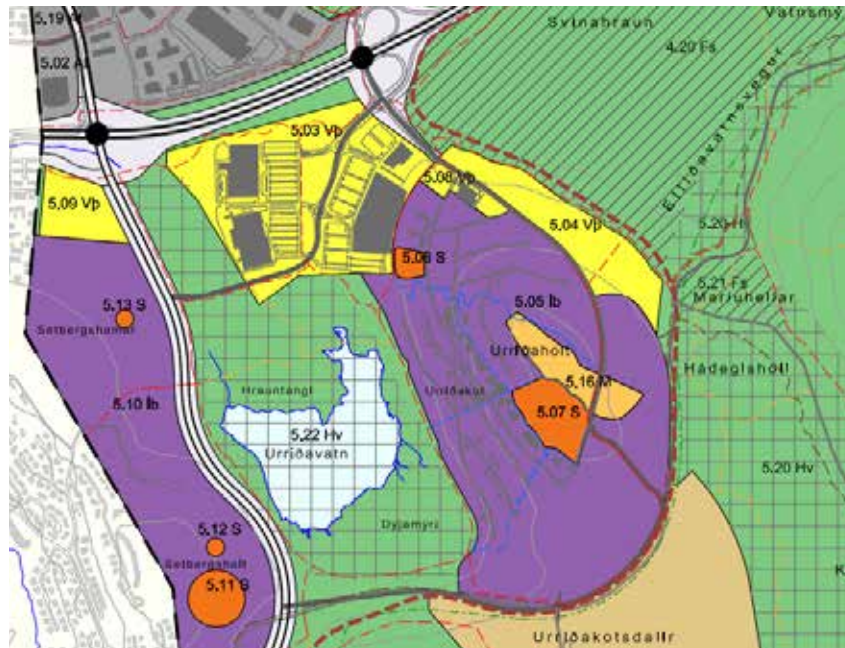 5.19 A
Svínahraun
Vatnsmý
4.20 Fs
5.02 A
Elliðavatnsvegur
5.03 Vþ
5.08 Vþ
5.09 Vþ
5.04 Vþ
5.20 H
5.06 S
5.21 Fs
Maríuhellar
5.13 S
Setbergshamar
5.05 Íb
Urriðaholt
Hádegishóll
5.16 M
Hrauntangi
Urriðakot
5.10 Íb
5.07 S
5.22 Hv
Urriðavatn
5.20 Hv
Dýjamýri
5.12 S
Setbergsholt
5.11 S
K
Urriðakotsdalir